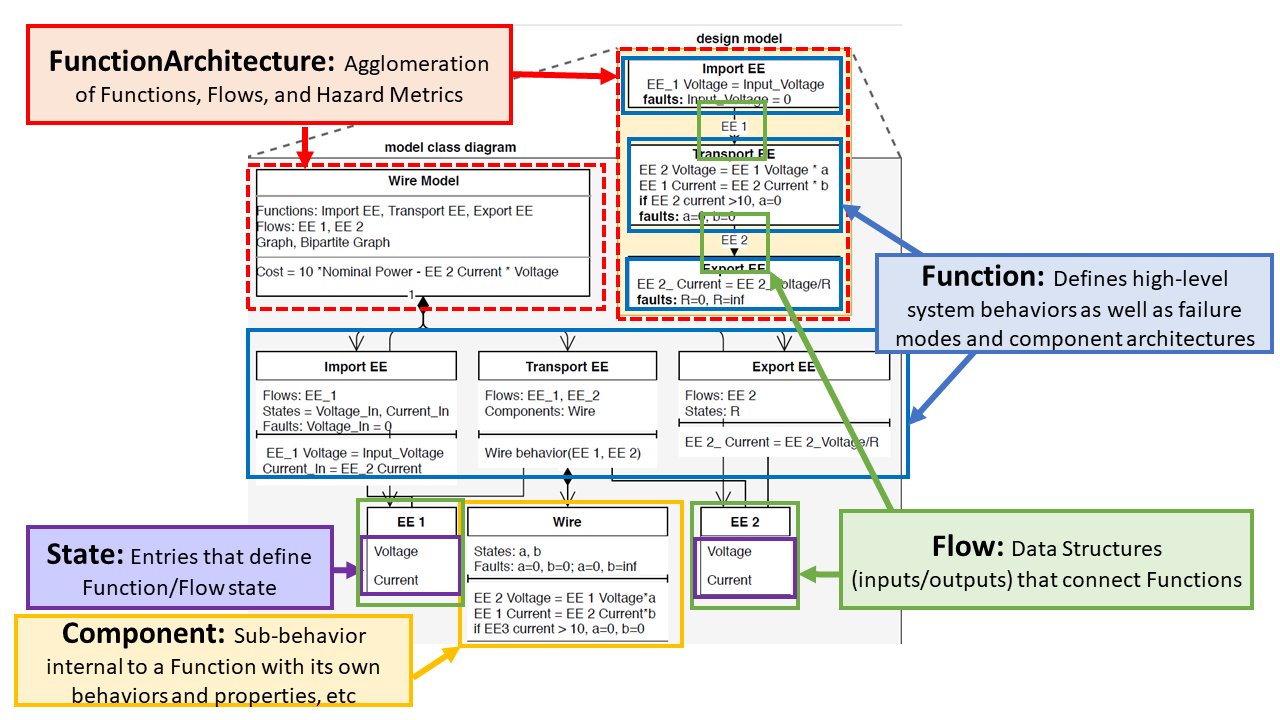 FunctionArchitecture: Agglomeration
of Functions, Flows, and Hazard Metrics
design model
Import EE
EE_1 Voltage = Input_Voltage
faults: Input_Voltage = 0
EE 1
Transport EE
EE 2 Voltage = EE 1 Voltage * a
EE 1 Current = EE 2 Current * b
if EE 2 current >10, a=0
faults: a=0, b=0
EE 2
Export EE
EE 2_ Current = EE 2_Voltage/R
faults: R=0, R=inf
model class diagram
Wire Model
Functions: Import EE, Transport EE, Export EE
Flows: EE 1, EE 2
Graph, Bipartite Graph
Cost = 10 *Nominal Power - EE 2 Current * Voltage
1
Function: Defines high-level
system behaviors as well as failure
modes and component architectures
Import EE
Flows: EE_1
States = Voltage_In, Current_In
Faults: Voltage_In = 0
EE_1 Voltage = Input_Voltage
Current_In = EE_2 Current
Transport EE
Flows: EE_1, EE_2
Components: Wire
Wire behavior(EE 1, EE 2)
Export EE
Flows: EE 2
States: R
EE 2_ Current = EE 2_Voltage/R
EE 1
Voltage
Current
Wire
States: a, b
Faults: a=0, b=0; a=0, b=inf
EE 2 Voltage = EE 1 Voltage*a
EE 1 Current = EE 2 Current*b
if EE3 current > 10, a=0, b=0
EE 2
Voltage
Current
State: Entries that define
Function/Flow state
Flow: Data Structures
(inputs/outputs) that connect Functions
Component: Sub-behavior
internal to a Function with its own
behaviors and properties, etc